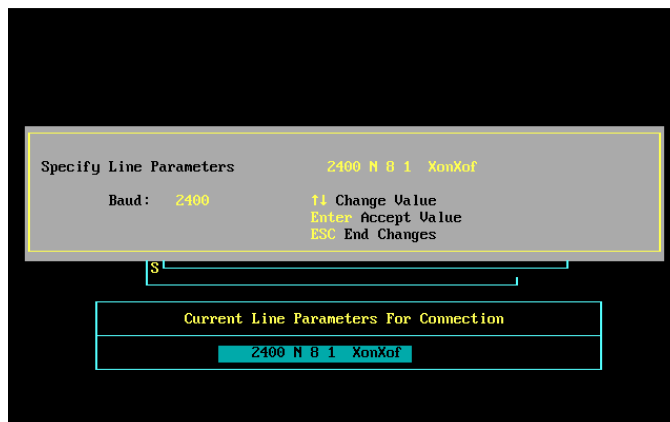 Specify Line Parameters 2400 N 8 1 XonXof
Baud: 2400 ↑↓ Change Value
Enter Accept Value
ESC End Changes
S
Current Line Parameters For Connection
2400 N 8 1 XonXof